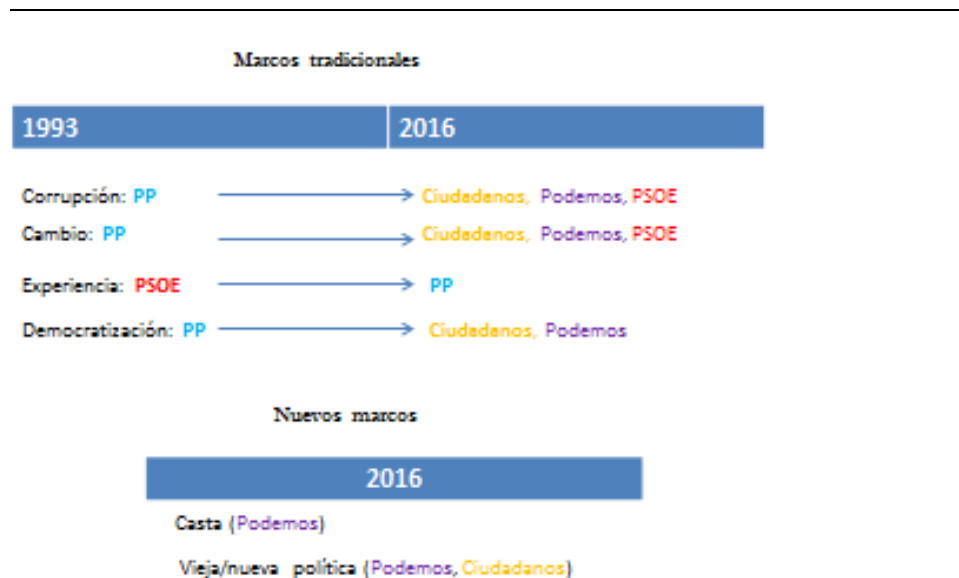 Marcos tradicionales
1993 2016
Corrupción: PP Ciudadanos, Podemos, PSOE
Cambio: PP Ciudadanos, Podemos, PSOE
Experiencia: PSOE PP
Democratización: PP Ciudadanos, Podemos
Nuevos marcos
2016
Casta (Podemos)
Vieja/nueva política (Podemos, Ciudadanos)